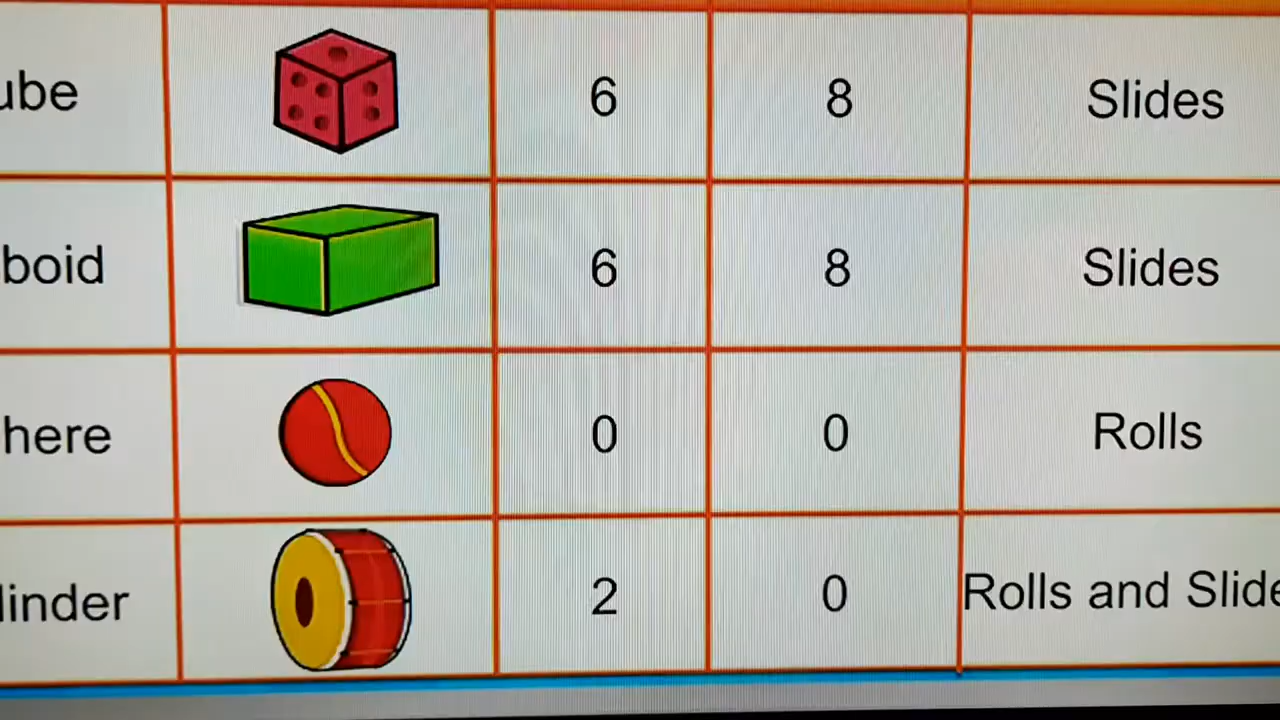 ube 6 8 Slides
boid 6 8 Slides
here 0 0 Rolls
linder 2 0 Rolls and Slide